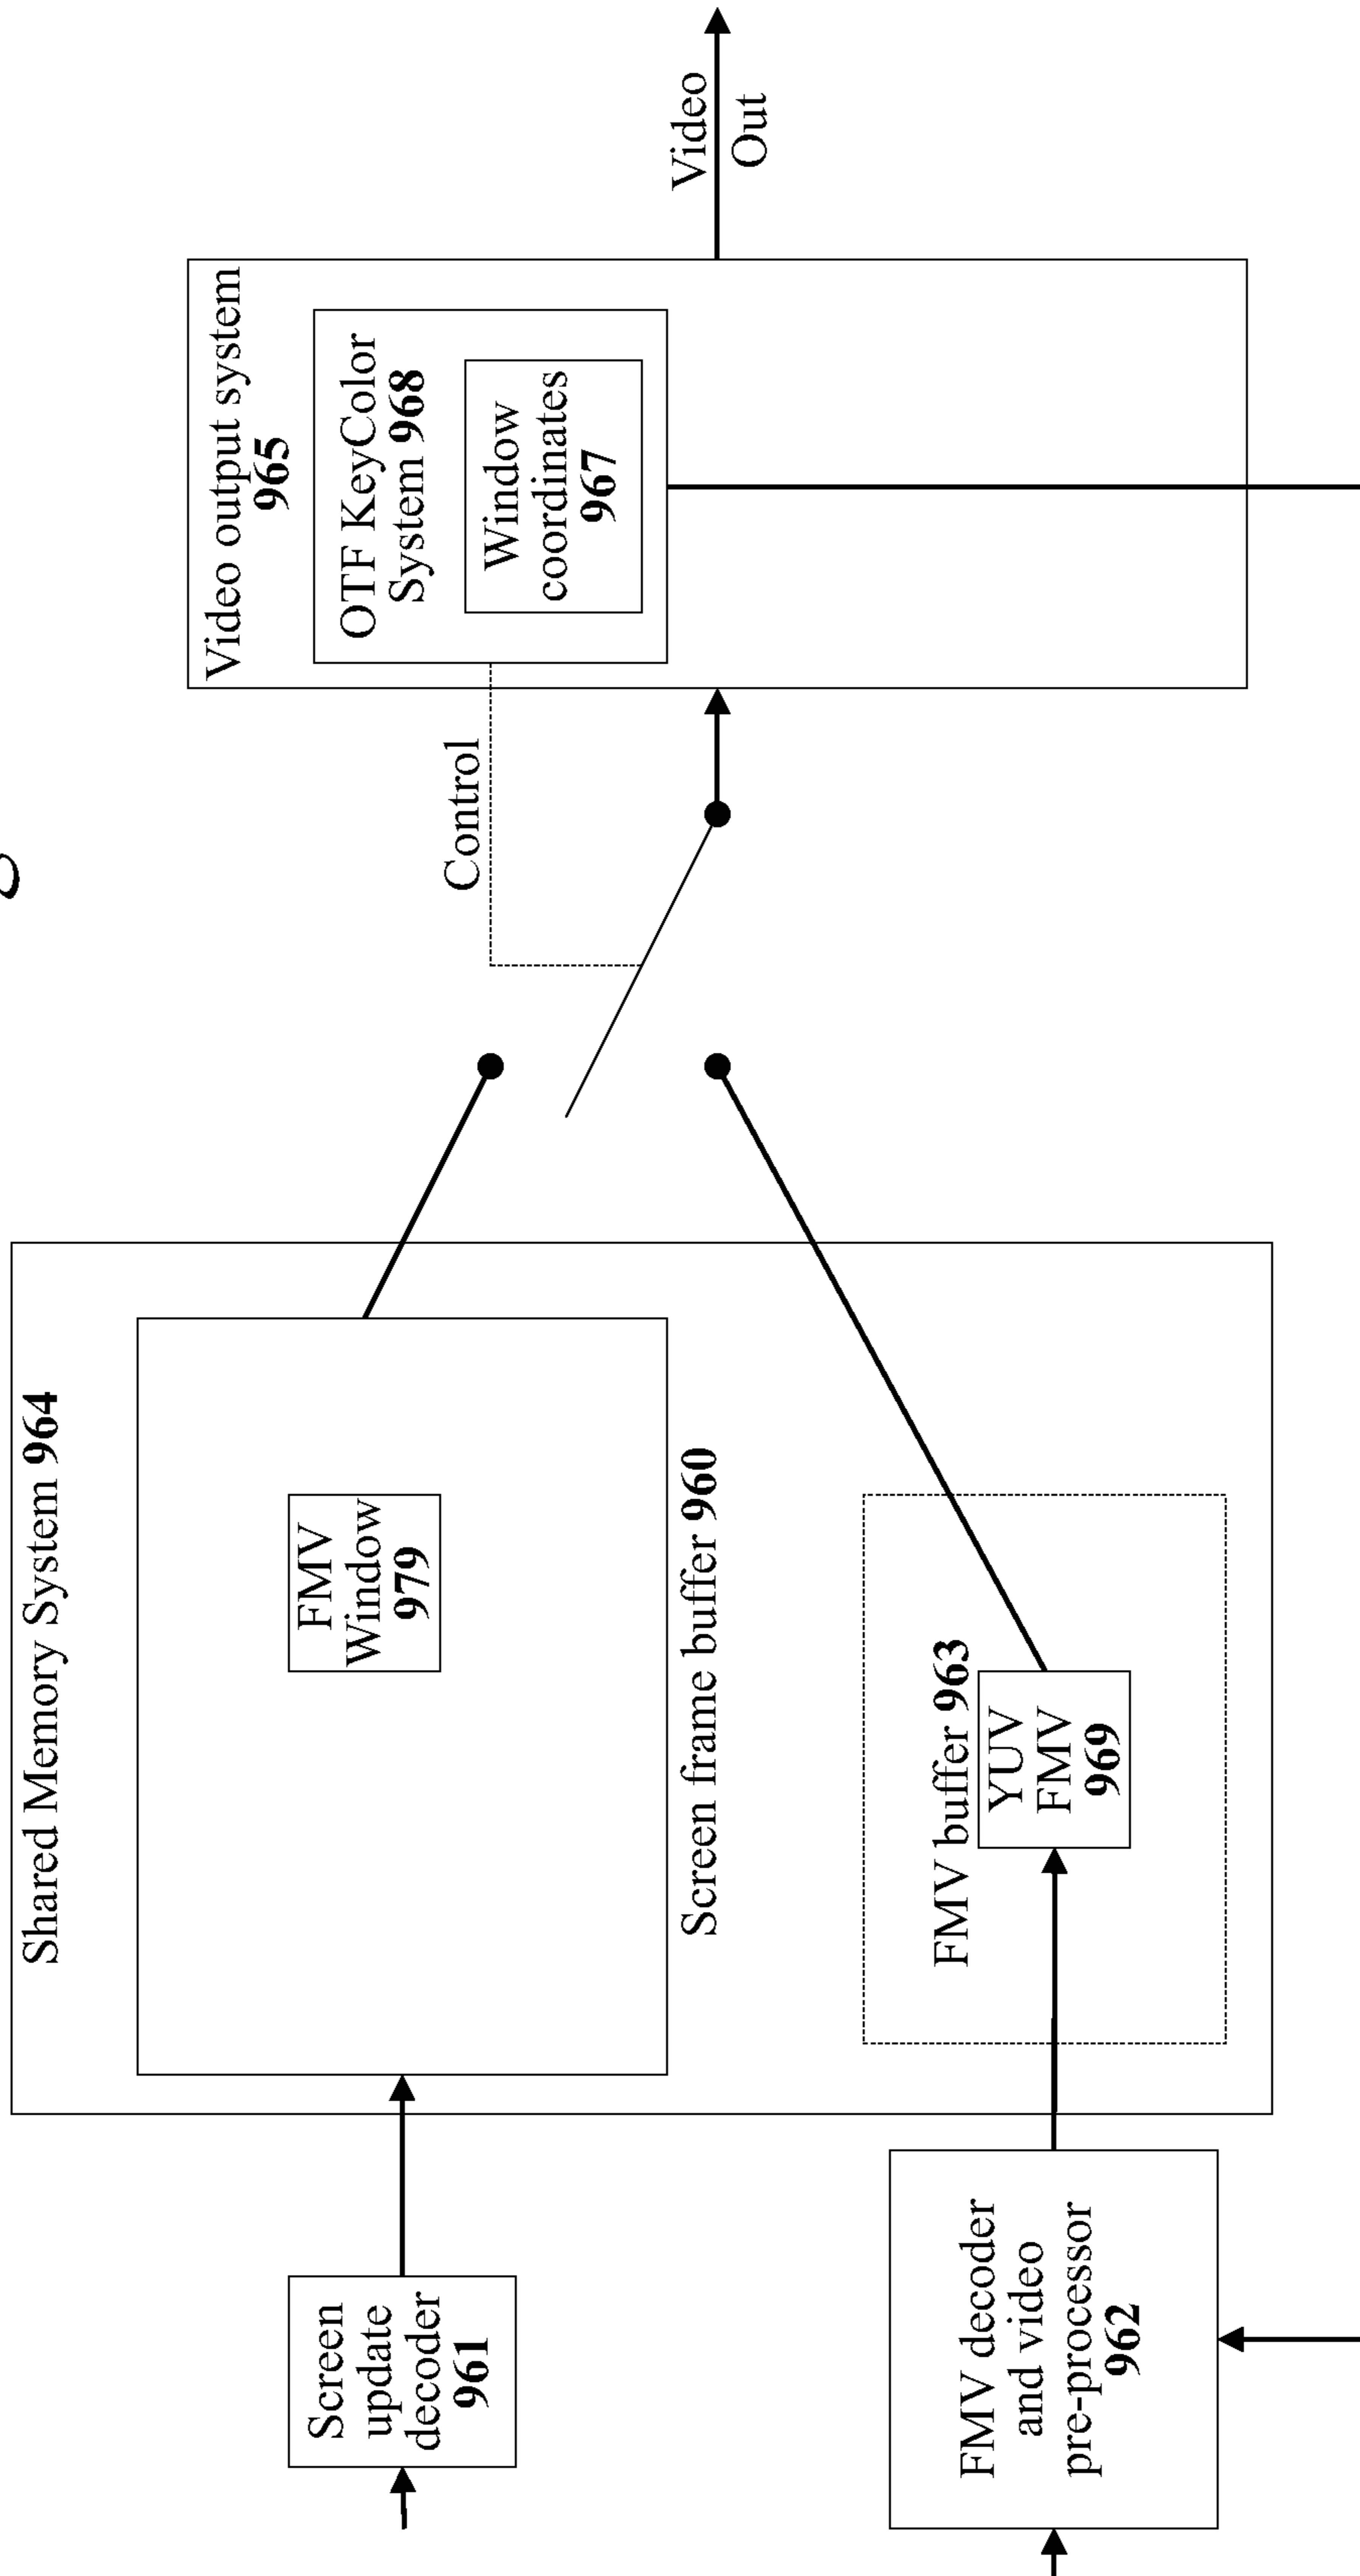 Shared Memory System 964
FMV
Window
979
Screen frame buffer 960
FMV buffer 963
YUV
FMV
969
Screen
update
decoder
961
FMV decoder
and video
pre-processor
962
Control
Video output system
965
OTF KeyColor
System 968
Window
coordinates
967
Video
Out